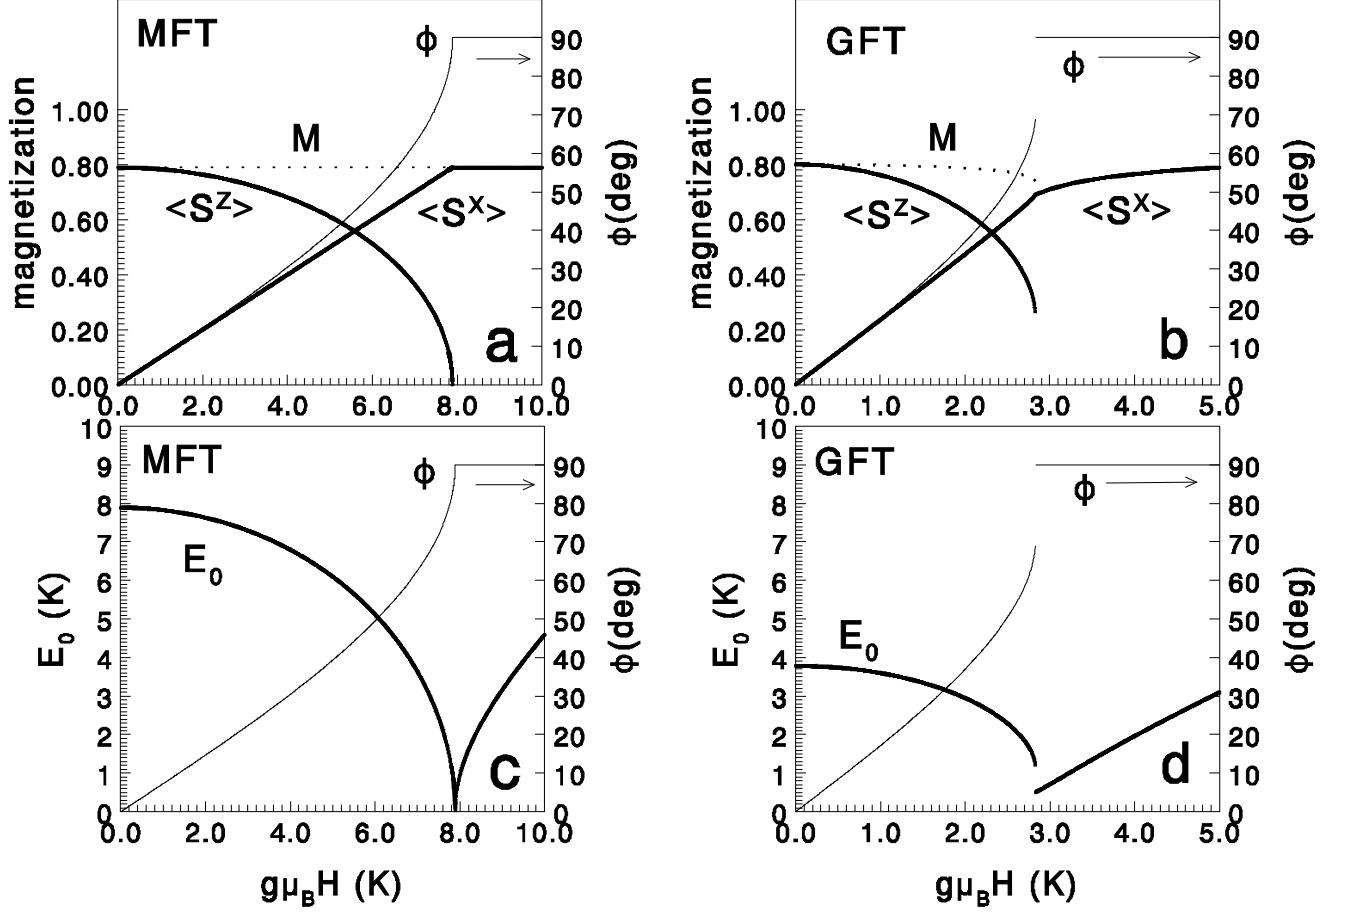 MFT
ϕ
M
<S^Z>
<S^X>
a
magnetization
1.00
0.80
0.60
0.40
0.20
0.00
0.0 2.0 4.0 6.0 8.0 10.0
90
80
70
60
50
40
30
20
10
0
ϕ(deg)
GFT
ϕ
M
<S^Z>
<S^X>
b
magnetization
1.00
0.80
0.60
0.40
0.20
0.00
0.0 1.0 2.0 3.0 4.0 5.0
90
80
70
60
50
40
30
20
10
0
ϕ(deg)
MFT
ϕ
E_0
c
E_0 (K)
10
9
8
7
6
5
4
3
2
1
0
0.0 2.0 4.0 6.0 8.0 10.0
90
80
70
60
50
40
30
20
10
0
ϕ(deg)
gμ_BH (K)
GFT
ϕ
E_0
d
E_0 (K)
10
9
8
7
6
5
4
3
2
1
0
0.0 1.0 2.0 3.0 4.0 5.0
90
80
70
60
50
40
30
20
10
0
ϕ(deg)
gμ_BH (K)